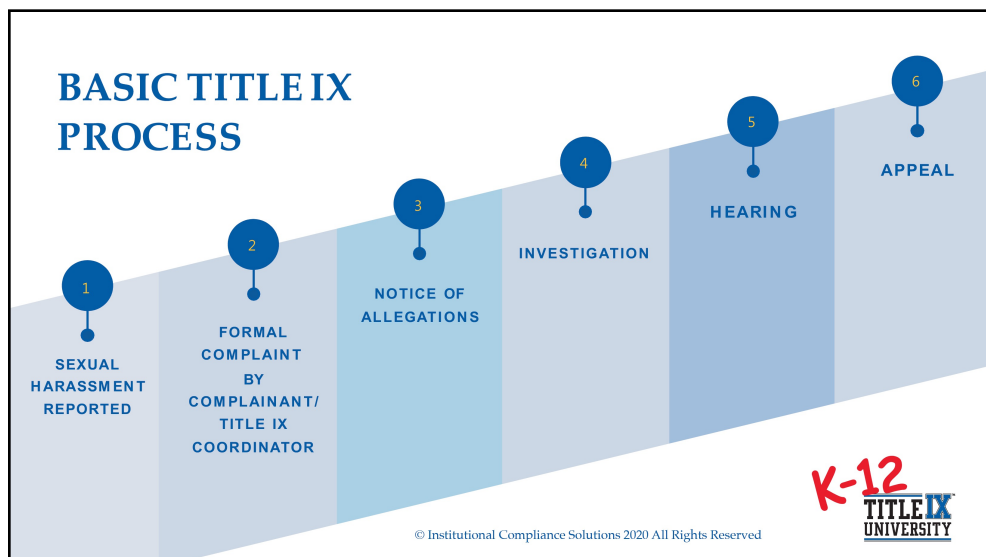 BASIC TITLE IX
PROCESS
1
SEXUAL
HARASSMENT
REPORTED
2
FORMAL
COMPLAINT
BY
COMPLAINANT/
TITLE IX
COORDINATOR
3
NOTICE OF
ALLEGATIONS
4
INVESTIGATION
5
HEARING
6
APPEAL
K-12
TITLE IX™
UNIVERSITY
© Institutional Compliance Solutions 2020 All Rights Reserved